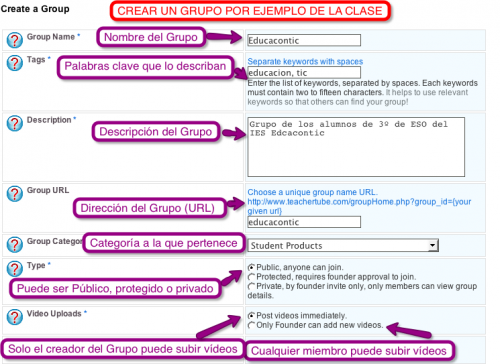 Create a Group
CREAR UN GRUPO POR EJEMPLO DE LA CLASE
Group Name *
Nombre del Grupo
Educacontic
Tags *
Palabras clave que lo describan
Separate keywords with spaces
educacion, tic
Enter the list of keywords, separated by spaces. Each keywords
must contain two to fifteen characters. It helps to use relevant
keywords so that others can find your group!
Description *
Descripción del Grupo
Grupo de los alumnos de 3º de ESO del
IES Edcacontic
Group URL
Dirección del Grupo (URL)
Choose a unique group name URL.
http://www.teachertube.com/groupHome.php?group_id={your
given url}
educacontic
Group Categor
Categoría a la que pertenece
Student Products
Type *
Puede ser Público, protegido o privado
Public, anyone can join.
Protected, requires founder approval to join.
Private, by founder invite only, only members can view group
details.
Video Uploads *
Post videos immediately.
Only Founder can add new videos.
Solo el creador del Grupo puede subir videos
Cualquier miembro puede subir vídeos